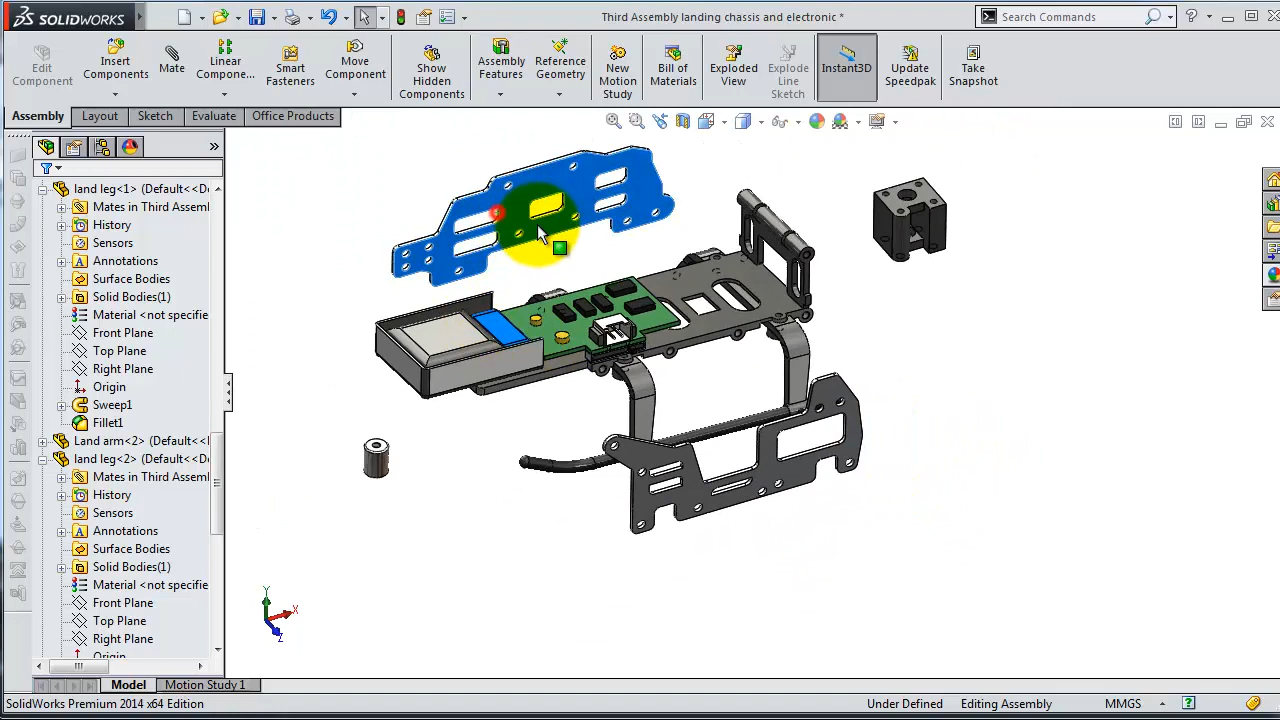 SOLIDWORKS
Third Assembly landing chassis and electronic *
Search Commands
Edit Component
Insert Components
Mate
Linear Compone...
Smart Fasteners
Move Component
Show Hidden Components
Assembly Features
Reference Geometry
New Motion Study
Bill of Materials
Exploded View
Explode Line Sketch
Instant3D
Update Speedpak
Take Snapshot
Assembly
Layout
Sketch
Evaluate
Office Products
land leg<1> (Default<<D
Mates in Third Assem
History
Sensors
Annotations
Surface Bodies
Solid Bodies(1)
Material <not specifie
Front Plane
Top Plane
Right Plane
Origin
Sweep1
Fillet1
Land arm<2> (Default<<
land leg<2> (Default<<D
Mates in Third Assem
History
Sensors
Annotations
Surface Bodies
Solid Bodies(1)
Material <not specifie
Front Plane
Top Plane
Right Plane
Origin
Y
X
Z
Model
Motion Study 1
SolidWorks Premium 2014 x64 Edition
Under Defined
Editing Assembly
MMGS